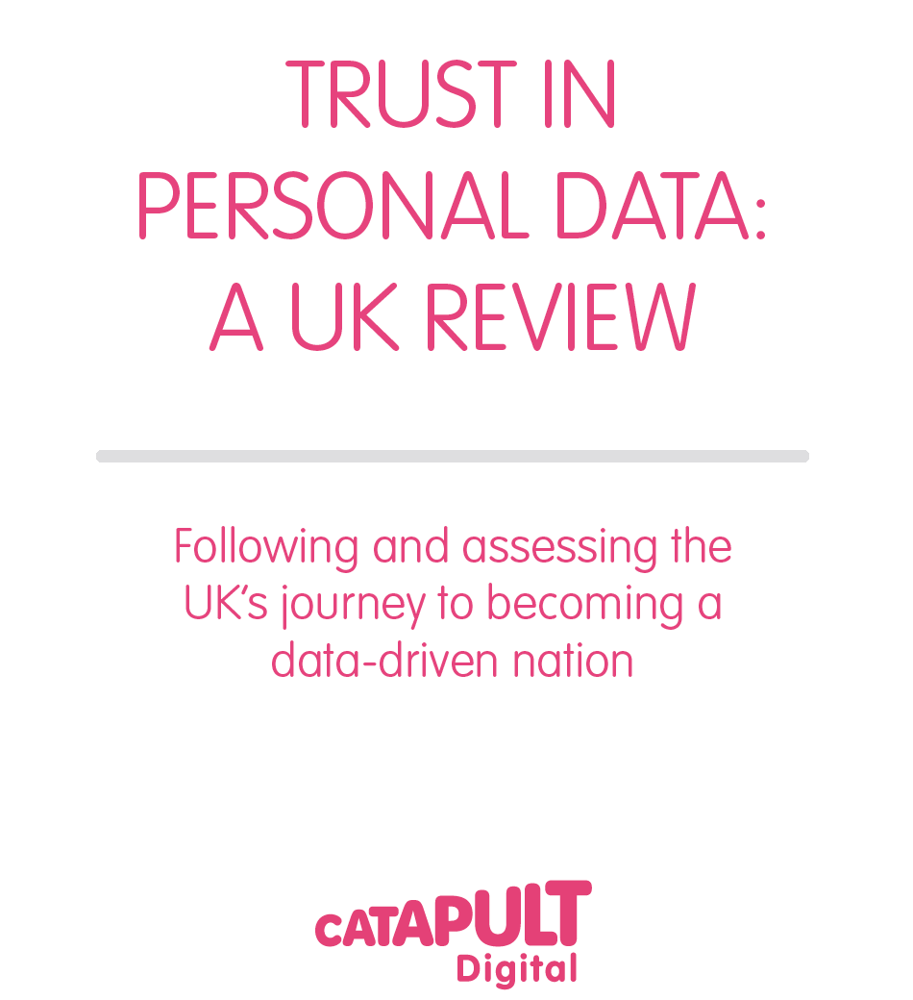 TRUST IN
PERSONAL DATA:
A UK REVIEW
Following and assessing the
UK’s journey to becoming a
data-driven nation
CATAPULT
Digital